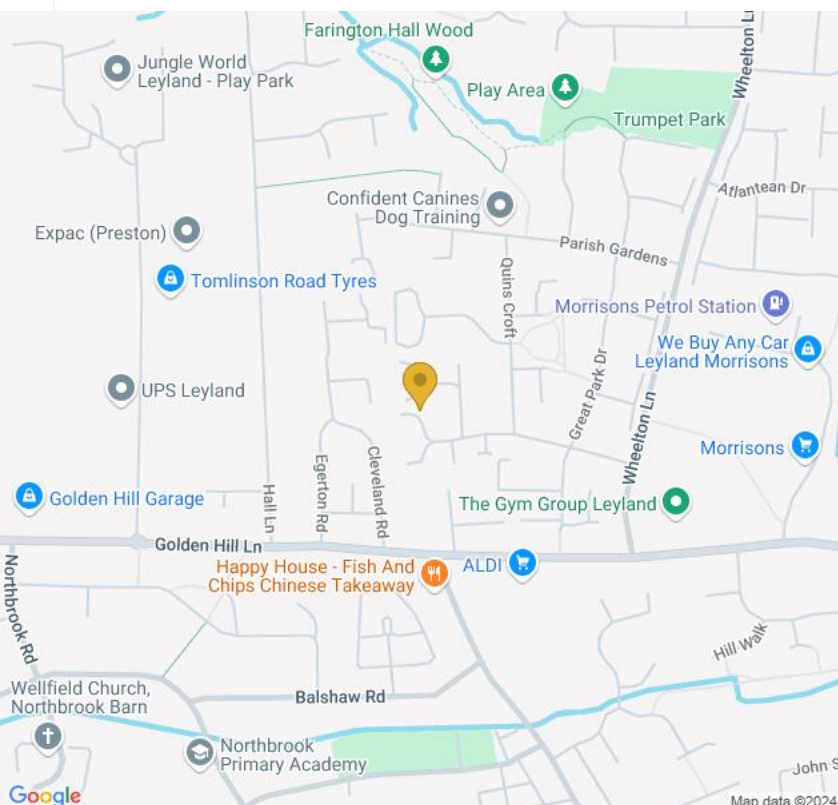 Farington Hall Wood
Wheelton Ln
Jungle World
Leyland - Play Park
Play Area
Trumpet Park
Confident Canines
Dog Training
Atlantean Dr
Expac (Preston)
Parish Gardens
Tomlinson Road Tyres
Quins Croft
Morrisons Petrol Station
We Buy Any Car
Leyland Morrisons
UPS Leyland
Great Park Dr
Wheelton Ln
Morrisons
Egerton Rd
Cleveland Rd
Hall Ln
Golden Hill Garage
The Gym Group Leyland
Golden Hill Ln
Happy House - Fish And
Chips Chinese Takeaway
ALDI
Northbrook Rd
Hill Walk
Wellfield Church,
Northbrook Barn
Balshaw Rd
Northbrook
Primary Academy
John S
Google
Map data ©2024